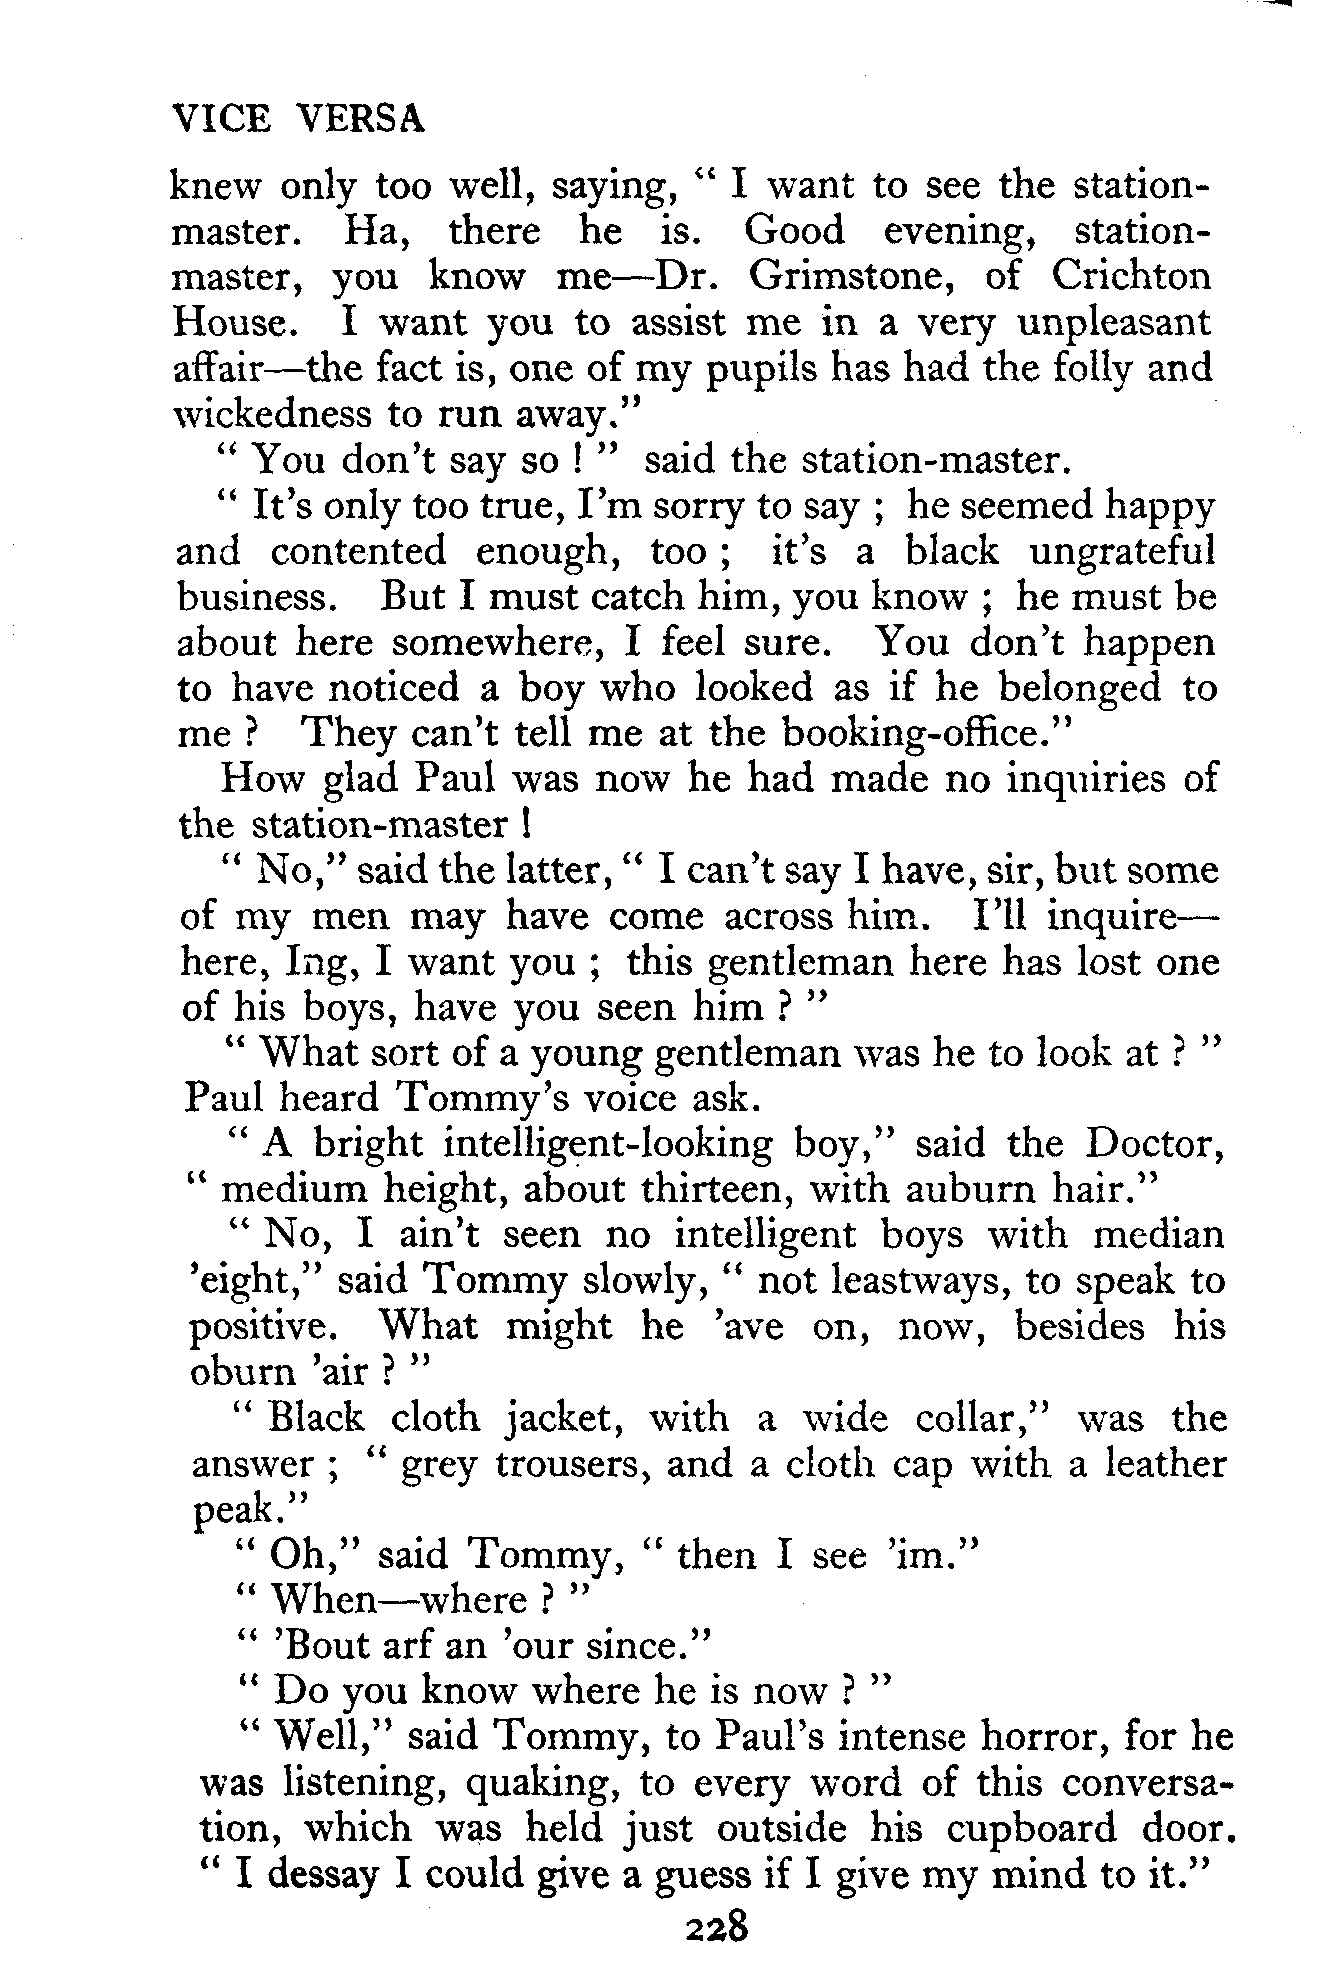 VICE VERSA
knew only too well, saying, “ I want to see the station-
master. Ha, there he is. Good evening, station-
master, you know me—Dr. Grimstone, of Crichton
House. I want you to assist me in a very unpleasant
affair—the fact is, one of my pupils has had the folly and
wickedness to run away.”
“ You don’t say so ! ” said the station-master.
“ It’s only too true, I’m sorry to say ; he seemed happy
and contented enough, too ; it’s a black ungrateful
business. But I must catch him, you know ; he must be
about here somewhere, I feel sure. You don’t happen
to have noticed a boy who looked as if he belonged to
me ? They can’t tell me at the booking-office.”
How glad Paul was now he had made no inquiries of
the station-master !
“ No,” said the latter, “ I can’t say I have, sir, but some
of my men may have come across him. I’ll inquire—
here, Ing, I want you ; this gentleman here has lost one
of his boys, have you seen him ? ”
“ What sort of a young gentleman was he to look at ? ”
Paul heard Tommy’s voice ask.
“ A bright intelligent-looking boy,” said the Doctor,
“ medium height, about thirteen, with auburn hair.”
“ No, I ain’t seen no intelligent boys with median
’eight,” said Tommy slowly, “ not leastways, to speak to
positive. What might he ’ave on, now, besides his
oburn ’air ? ”
“ Black cloth jacket, with a wide collar,” was the
answer ; “ grey trousers, and a cloth cap with a leather
peak.”
“ Oh,” said Tommy, “ then I see ’im.”
“ When—where ? ”
“ ’Bout arf an ’our since.”
“ Do you know where he is now ? ”
“ Well,” said Tommy, to Paul’s intense horror, for he
was listening, quaking, to every word of this conversa-
tion, which was held just outside his cupboard door.
“ I dessay I could give a guess if I give my mind to it.”
228